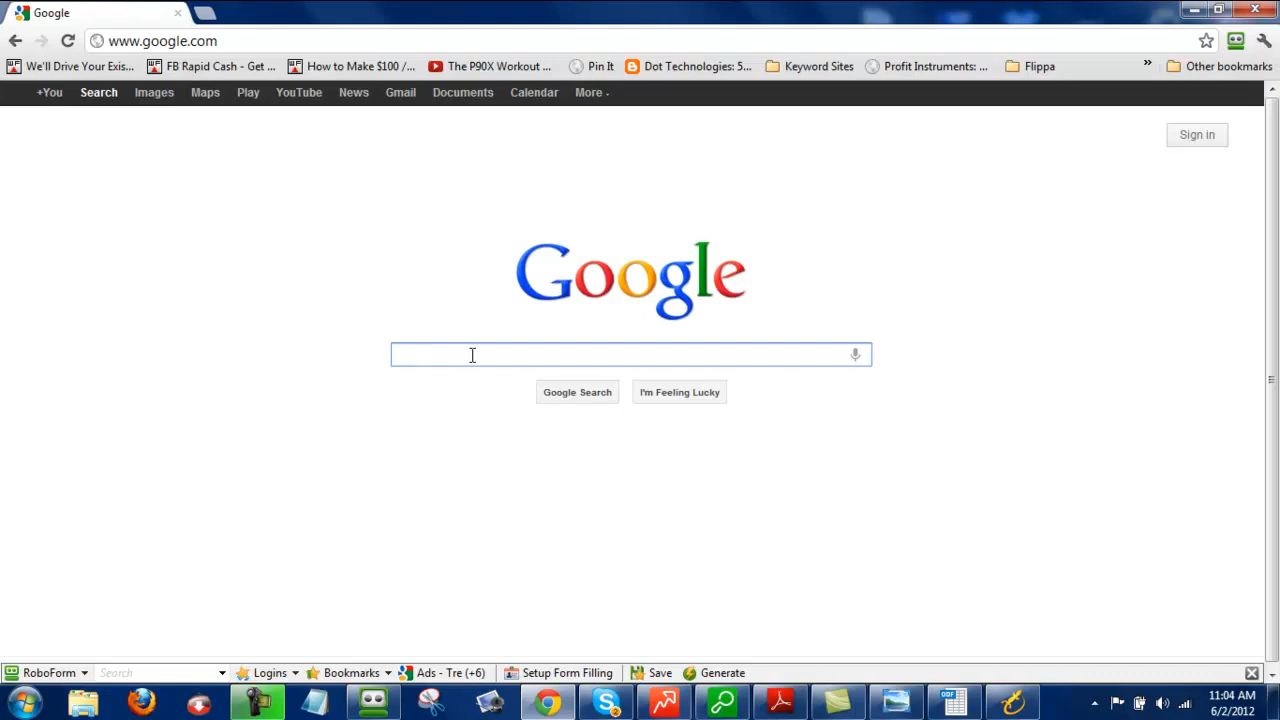 Google
www.google.com
We'll Drive Your Exis... FB Rapid Cash - Get ... How to Make $100 /... The P90X Workout ... Pin It Dot Technologies: 5... Keyword Sites Profit Instruments: ... Flippa » Other bookmarks
+You Search Images Maps Play YouTube News Gmail Documents Calendar More
Sign in
Google
Google Search I'm Feeling Lucky
RoboForm Search Logins Bookmarks Ads - Tre (+6) Setup Form Filling Save Generate
11:04 AM
6/2/2012